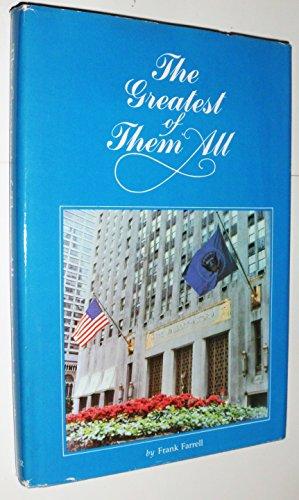 The
Greatest
of
Them All
by Frank Farrell